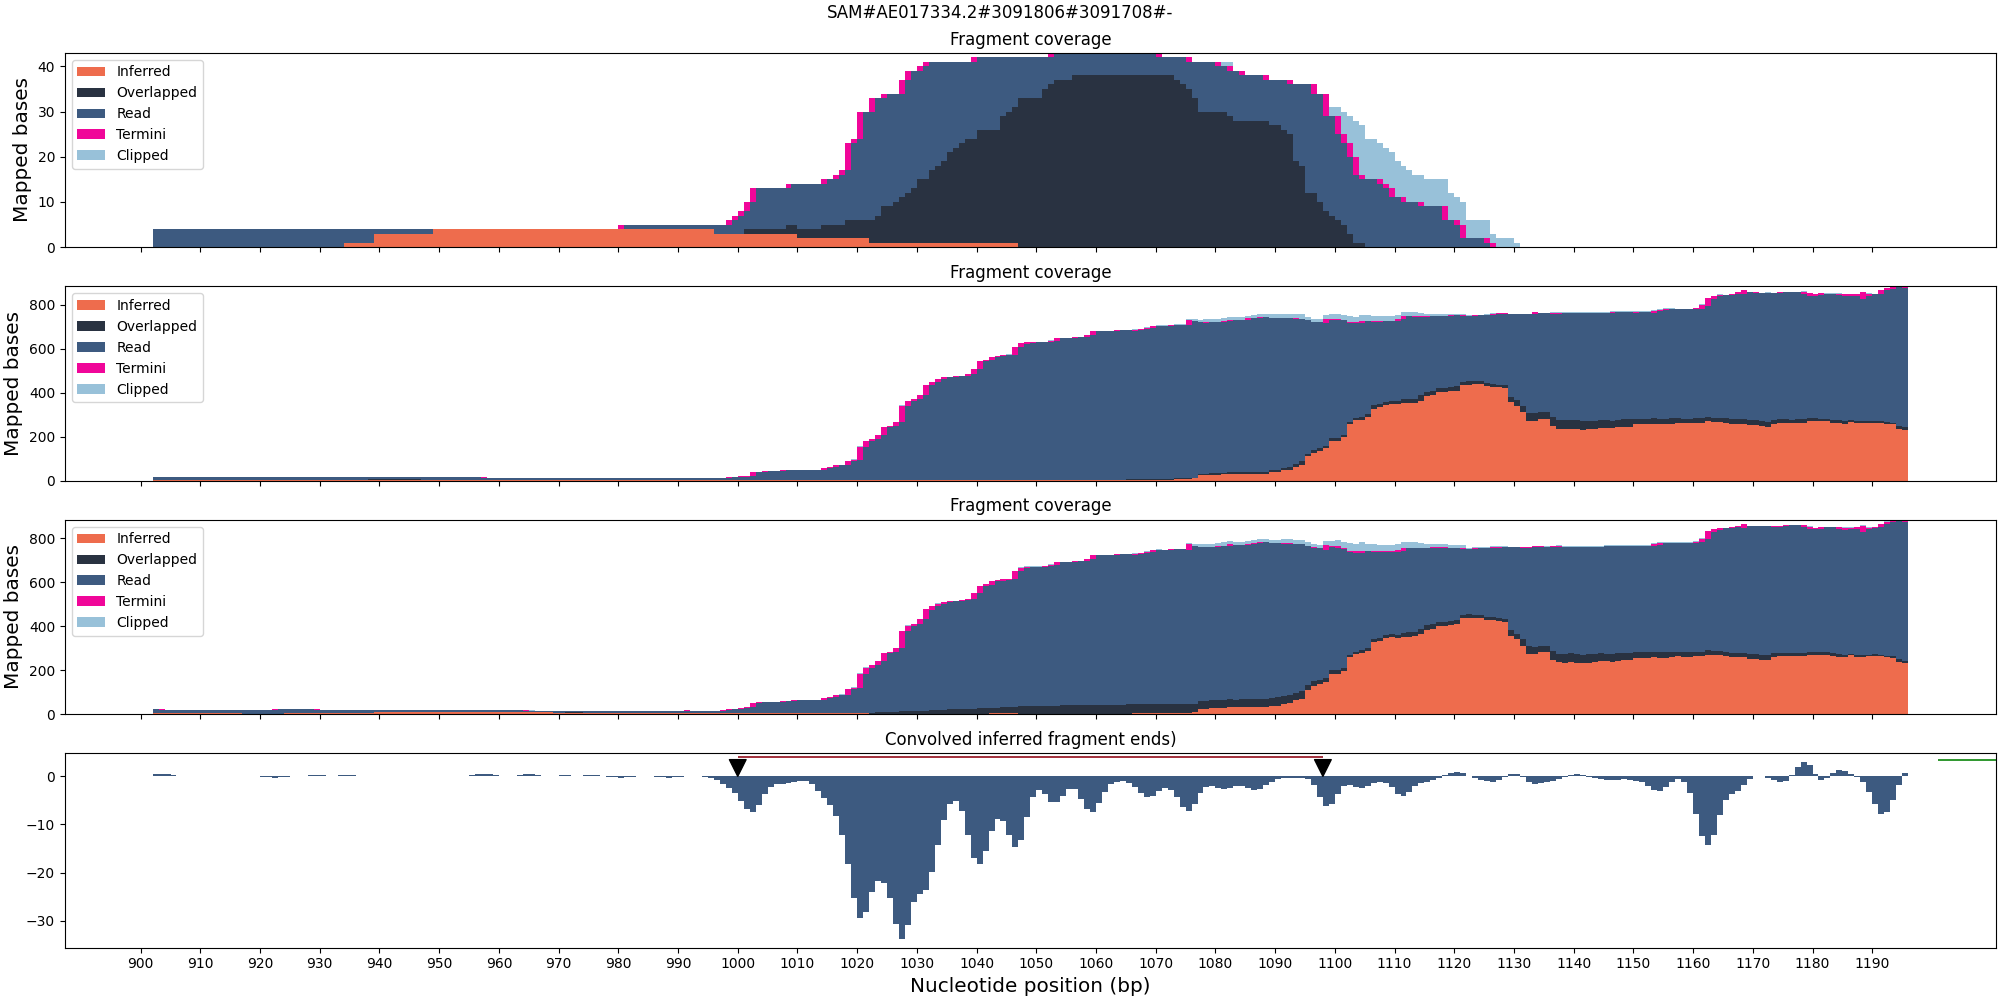 SAM#AE017334.2#3091806#3091708#-
Fragment coverage
Mapped bases
40
30
20
10
0
Inferred
Overlapped
Read
Termini
Clipped
Fragment coverage
Mapped bases
800
600
400
200
0
Inferred
Overlapped
Read
Termini
Clipped
Fragment coverage
Mapped bases
800
600
400
200
0
Inferred
Overlapped
Read
Termini
Clipped
Convolved inferred fragment ends)
0
−10
−20
−30
900 910 920 930 940 950 960 970 980 990 1000 1010 1020 1030 1040 1050 1060 1070 1080 1090 1100 1110 1120 1130 1140 1150 1160 1170 1180 1190
Nucleotide position (bp)